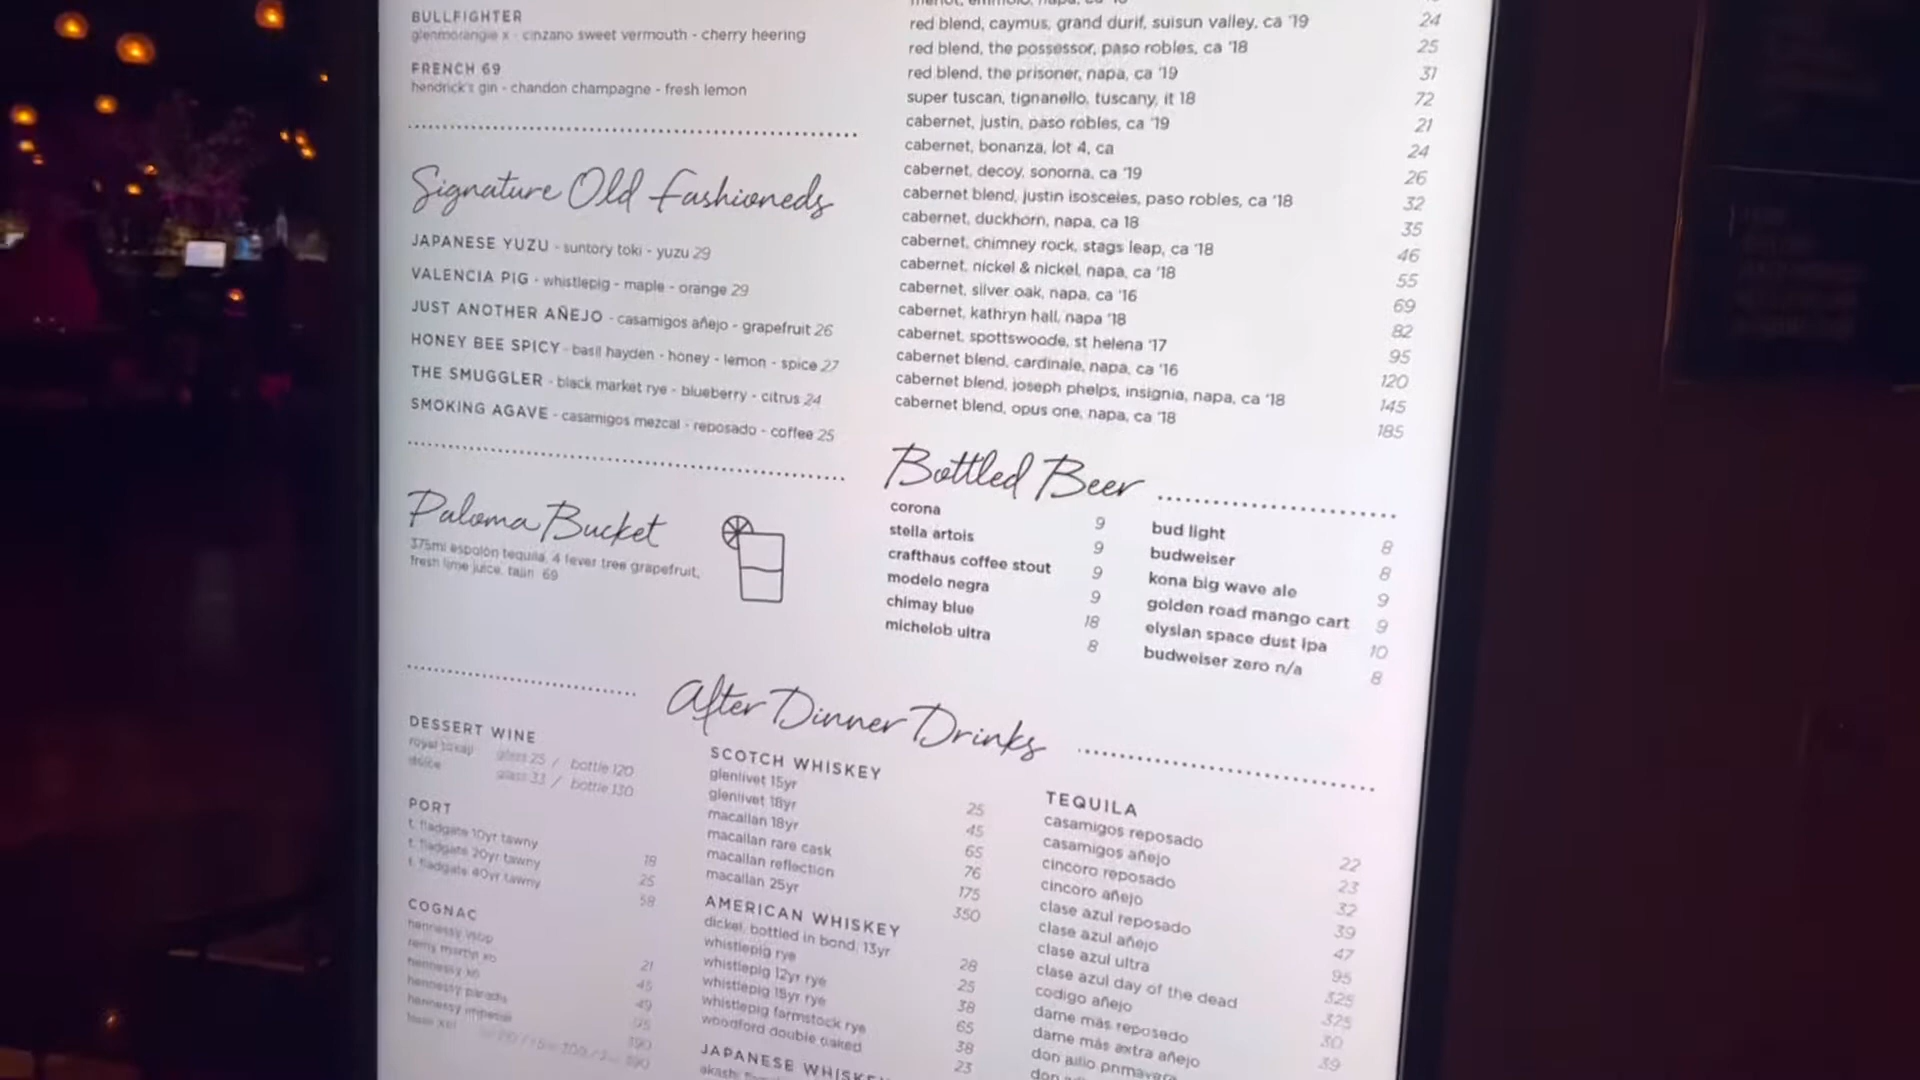 BULLFIGHTER
glenmorangie x - cinzano sweet vermouth - cherry heering
FRENCH 69
hendrick's gin - chandon champagne - fresh lemon
Signature Old Fashioneds
JAPANESE YUZU - suntory toki - yuzu 29
VALENCIA PIG - whistlepig - maple - orange 29
JUST ANOTHER AÑEJO - casamigos añejo - grapefruit 26
HONEY BEE SPICY - basil hayden - honey - lemon - spice 27
THE SMUGGLER - black market rye - blueberry - citrus 24
SMOKING AGAVE - casamigos mezcal - reposado - coffee 25
Paloma Bucket
375ml espolòn tequila, 4 fever tree grapefruit,
fresh lime juice, tajin 69
red blend, caymus, grand durif, suisun valley, ca '19 24
red blend, the possessor, paso robles, ca '18 25
red blend, the prisoner, napa, ca '19 31
super tuscan, tignanello, tuscany, it 18 72
cabernet, justin, paso robles, ca '19 21
cabernet, bonanza, lot 4, ca 24
cabernet, decoy, sonoma, ca '19 26
cabernet blend, justin isosceles, paso robles, ca '18 32
cabernet, duckhorn, napa, ca 18 35
cabernet, chimney rock, stags leap, ca '18 46
cabernet, nickel & nickel, napa, ca '18 55
cabernet, silver oak, napa, ca '16 69
cabernet, kathryn hall, napa '18 82
cabernet, spottswoode, st helena '17 95
cabernet blend, cardinale, napa, ca '16 120
cabernet blend, joseph phelps, insignia, napa, ca '18 145
cabernet blend, opus one, napa, ca '18 185
Bottled Beer
corona 9
stella artois 9
crafthaus coffee stout 9
modelo negra 9
chimay blue 18
michelob ultra 8
bud light 8
budweiser 8
kona big wave ale 9
golden road mango cart 9
elysian space dust ipa 10
budweiser zero n/a 8
After Dinner Drinks
DESSERT WINE
royal tokaji glass 25 / bottle 120
dolce glass 33 / bottle 130
PORT
t. fladgate 10yr tawny 18
t. fladgate 20yr tawny 25
t. fladgate 40yr tawny 58
COGNAC
hennessy vsop 21
remy martin xo 45
hennessy xo 49
hennessy paradis
hennessy imperial 390
SCOTCH WHISKEY
glenlivet 15yr 25
glenlivet 18yr 45
macallan 18yr 65
macallan rare cask 76
macallan reflection 175
macallan 25yr 350
AMERICAN WHISKEY
dickel, bottled in bond, 13yr 28
whistlepig rye 25
whistlepig 12yr rye 38
whistlepig 15yr rye 65
whistlepig farmstock rye 38
woodford double oaked 23
JAPANESE WHISKEY
TEQUILA
casamigos reposado 22
casamigos añejo 23
cincoro reposado 32
cincoro añejo 39
clase azul reposado 47
clase azul añejo 95
clase azul ultra 325
clase azul day of the dead 325
codigo añejo 30
dame más reposedo 39
dame más extra añejo
don julio primavera